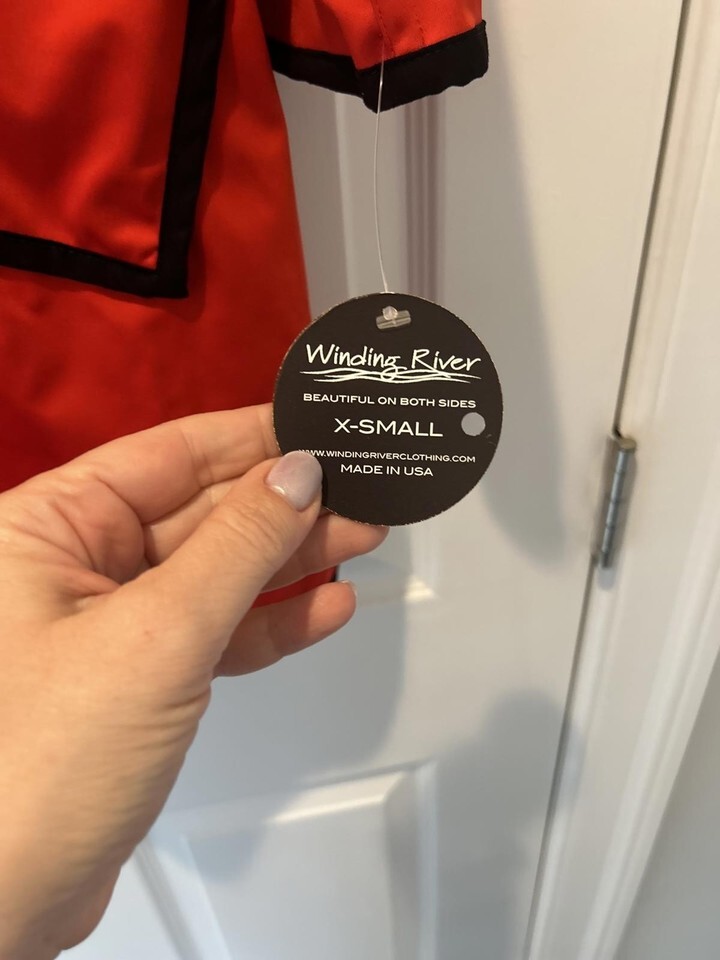 Winding River
BEAUTIFUL ON BOTH SIDES
X-SMALL
WWW.WINDINGRIVERCLOTHING.COM
MADE IN USA